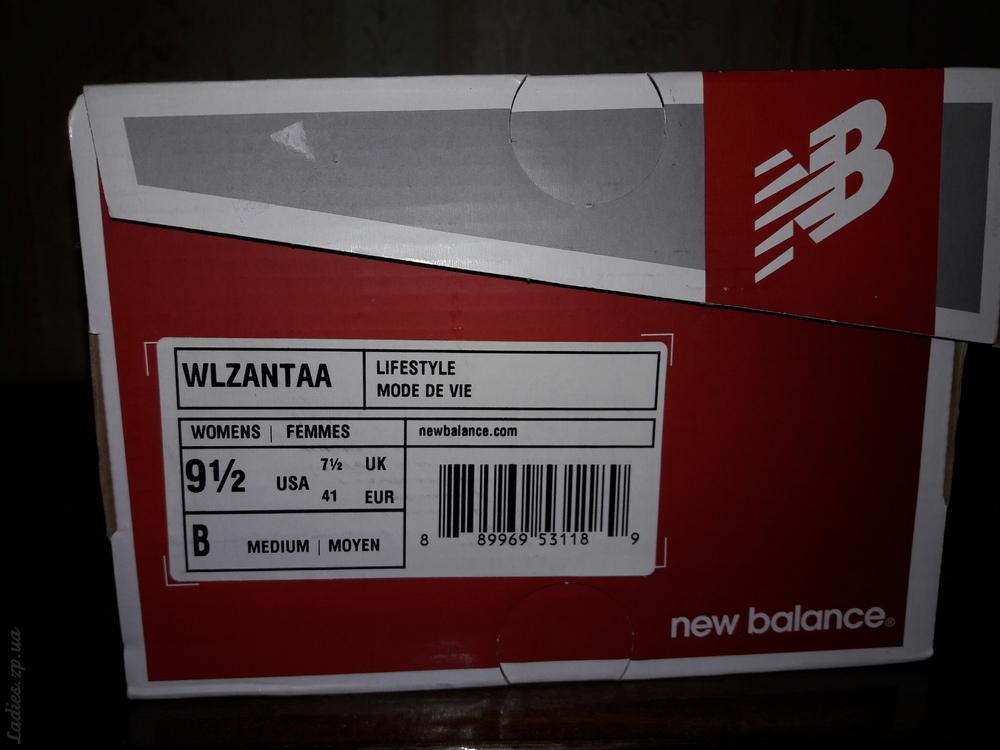 NB
WLZANTAA
LIFESTYLE
MODE DE VIE
WOMENS | FEMMES
newbalance.com
9½ USA
7½ UK
41 EUR
B MEDIUM | MOYEN
8 89969 53118 9
new balance®
Ladies.zp.ua